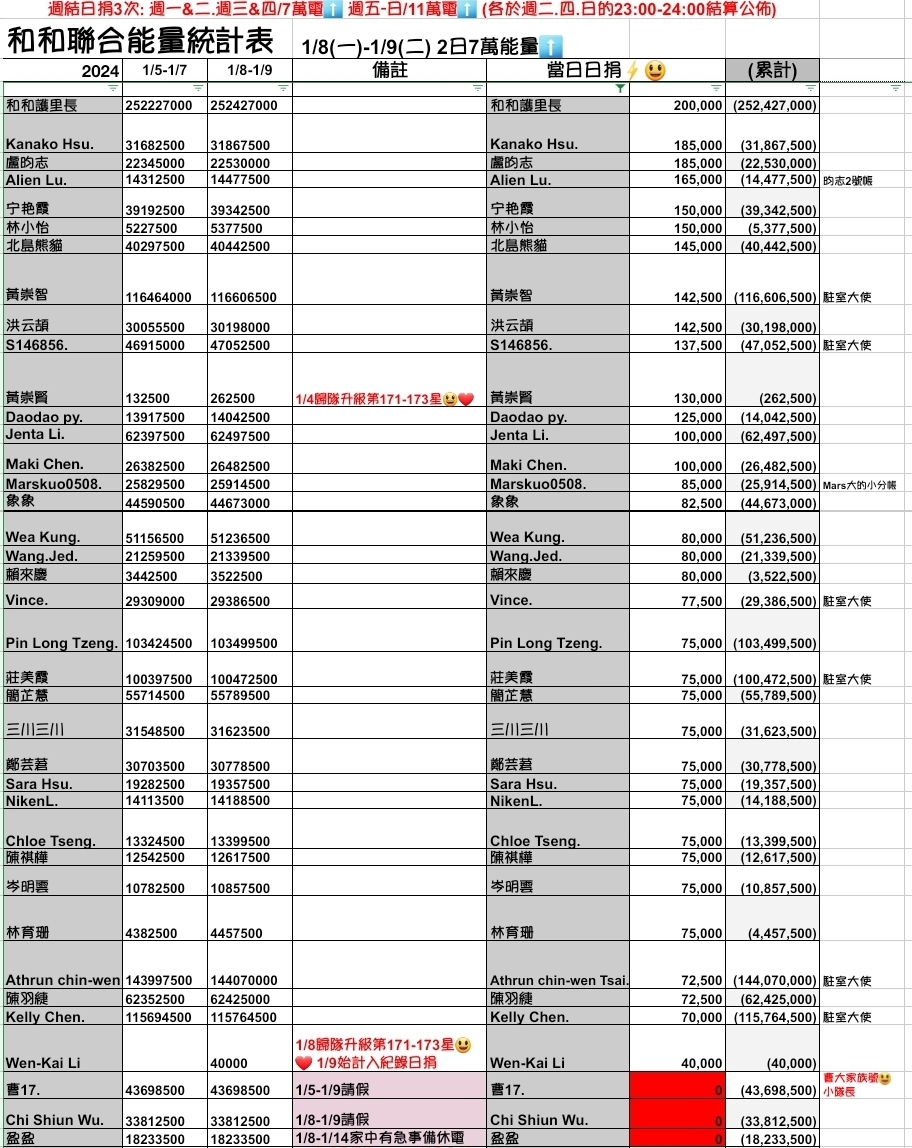 週結日捐3次: 週一&二.週三&四/7萬電⬆️ 週五-日/11萬電⬆️ (各於週二.四.日的23:00-24:00結算公佈)
和和聯合能量統計表 1/8(一)-1/9(二) 2日7萬能量⬆️
2024 1/5-1/7 1/8-1/9 備註 當日日捐⚡😃 (累計)
和和護里長 252227000 252427000 和和護里長 200,000 (252,427,000)
Kanako Hsu. 31682500 31867500 Kanako Hsu. 185,000 (31,867,500)
盧昀志 22345000 22530000 盧昀志 185,000 (22,530,000)
Alien Lu. 14312500 14477500 Alien Lu. 165,000 (14,477,500) 昀志2號帳
宁艳霞 39192500 39342500 宁艳霞 150,000 (39,342,500)
林小怡 5227500 5377500 林小怡 150,000 (5,377,500)
北島熊貓 40297500 40442500 北島熊貓 145,000 (40,442,500)
黃崇智 116464000 116606500 黃崇智 142,500 (116,606,500) 駐室大使
洪云頡 30055500 30198000 洪云頡 142,500 (30,198,000)
S146856. 46915000 47052500 S146856. 137,500 (47,052,500) 駐室大使
黃崇賢 132500 262500 1/4歸隊升級第171-173星😃❤️ 黃崇賢 130,000 (262,500)
Daodao py. 13917500 14042500 Daodao py. 125,000 (14,042,500)
Jenta Li. 62397500 62497500 Jenta Li. 100,000 (62,497,500)
Maki Chen. 26382500 26482500 Maki Chen. 100,000 (26,482,500)
Marskuo0508. 25829500 25914500 Marskuo0508. 85,000 (25,914,500) Mars大的小分帳
象象 44590500 44673000 象象 82,500 (44,673,000)
Wea Kung. 51156500 51236500 Wea Kung. 80,000 (51,236,500)
Wang.Jed. 21259500 21339500 Wang.Jed. 80,000 (21,339,500)
賴來慶 3442500 3522500 賴來慶 80,000 (3,522,500)
Vince. 29309000 29386500 Vince. 77,500 (29,386,500) 駐室大使
Pin Long Tzeng. 103424500 103499500 Pin Long Tzeng. 75,000 (103,499,500)
莊美霞 100397500 100472500 莊美霞 75,000 (100,472,500) 駐室大使
簡芷慧 55714500 55789500 簡芷慧 75,000 (55,789,500)
三川三川 31548500 31623500 三川三川 75,000 (31,623,500)
鄭芸莙 30703500 30778500 鄭芸莙 75,000 (30,778,500)
Sara Hsu. 19282500 19357500 Sara Hsu. 75,000 (19,357,500)
NikenL. 14113500 14188500 NikenL. 75,000 (14,188,500)
Chloe Tseng. 13324500 13399500 Chloe Tseng. 75,000 (13,399,500)
陳祺樺 12542500 12617500 陳祺樺 75,000 (12,617,500)
岑明雲 10782500 10857500 岑明雲 75,000 (10,857,500)
林育珊 4382500 4457500 林育珊 75,000 (4,457,500)
Athrun chin-wen 143997500 144070000 Athrun chin-wen Tsai. 72,500 (144,070,000) 駐室大使
陳羽緁 62352500 62425000 陳羽緁 72,500 (62,425,000)
Kelly Chen. 115694500 115764500 Kelly Chen. 70,000 (115,764,500) 駐室大使
1/8歸隊升級第171-173星😃
Wen-Kai Li 40000 ❤️ 1/9始計入紀錄日捐 Wen-Kai Li 40,000 (40,000)
曹17. 43698500 43698500 1/5-1/9請假 曹17. 0 (43,698,500) 曹大家族號😃
小隊長
Chi Shiun Wu. 33812500 33812500 1/8-1/9請假 Chi Shiun Wu. 0 (33,812,500)
盈盈 18233500 18233500 1/8-1/14家中有急事備休電 盈盈 0 (18,233,500)